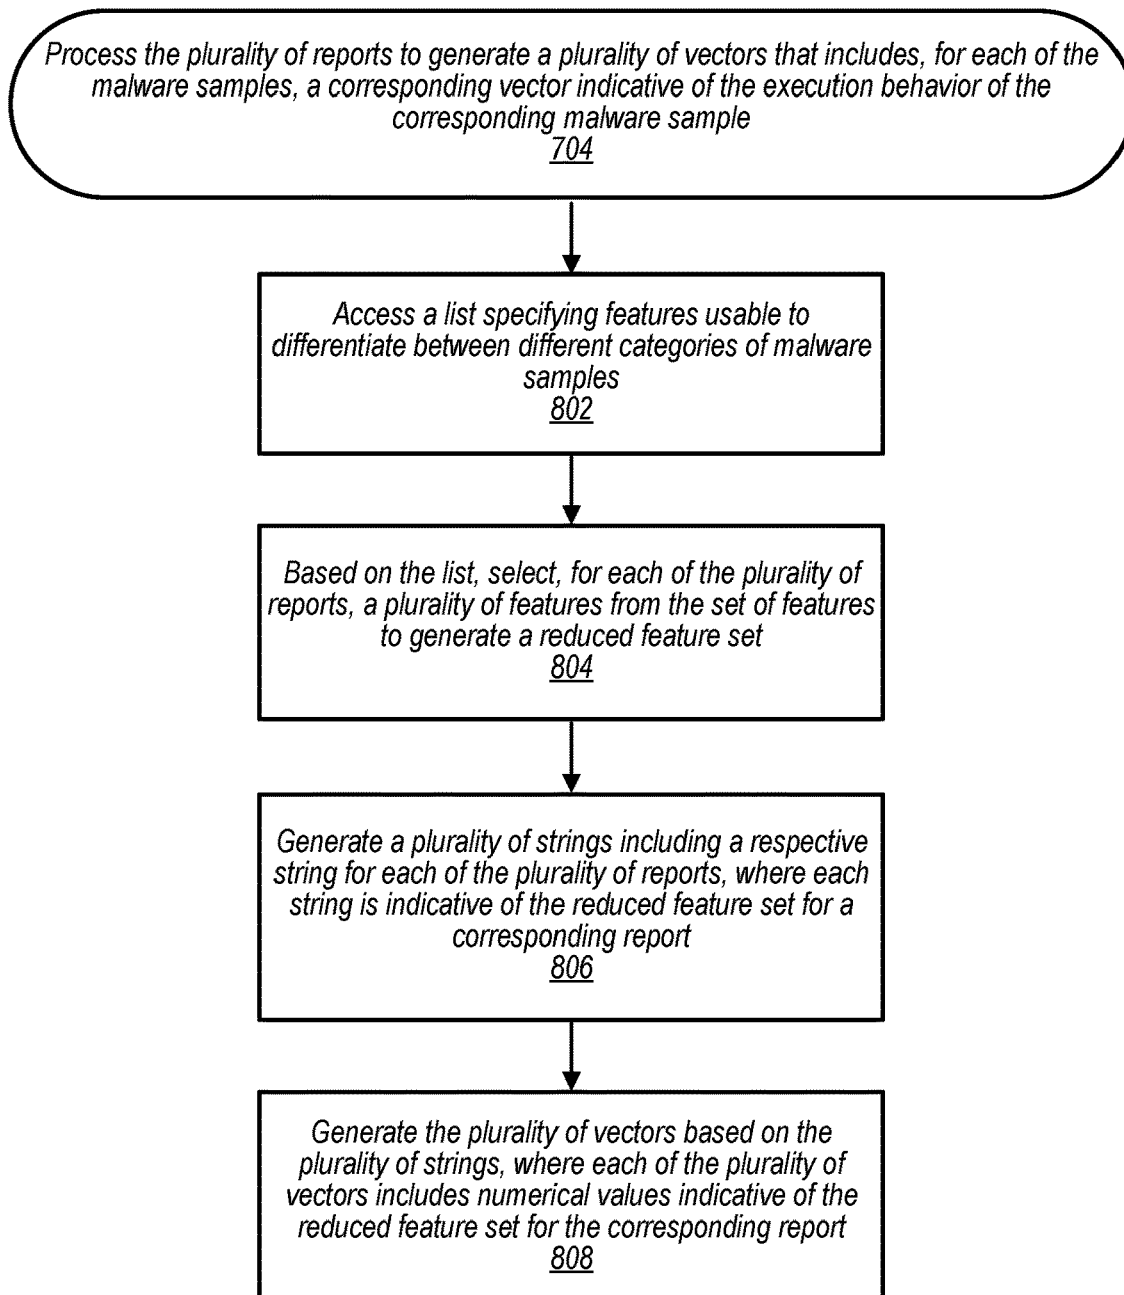 Process the plurality of reports to generate a plurality of vectors that includes, for each of the
malware samples, a corresponding vector indicative of the execution behavior of the
corresponding malware sample
704
Access a list specifying features usable to
differentiate between different categories of malware
samples
802
Based on the list, select, for each of the plurality of
reports, a plurality of features from the set of features
to generate a reduced feature set
804
Generate a plurality of strings including a respective
string for each of the plurality of reports, where each
string is indicative of the reduced feature set for a
corresponding report
806
Generate the plurality of vectors based on the
plurality of strings, where each of the plurality of
vectors includes numerical values indicative of the
reduced feature set for the corresponding report
808